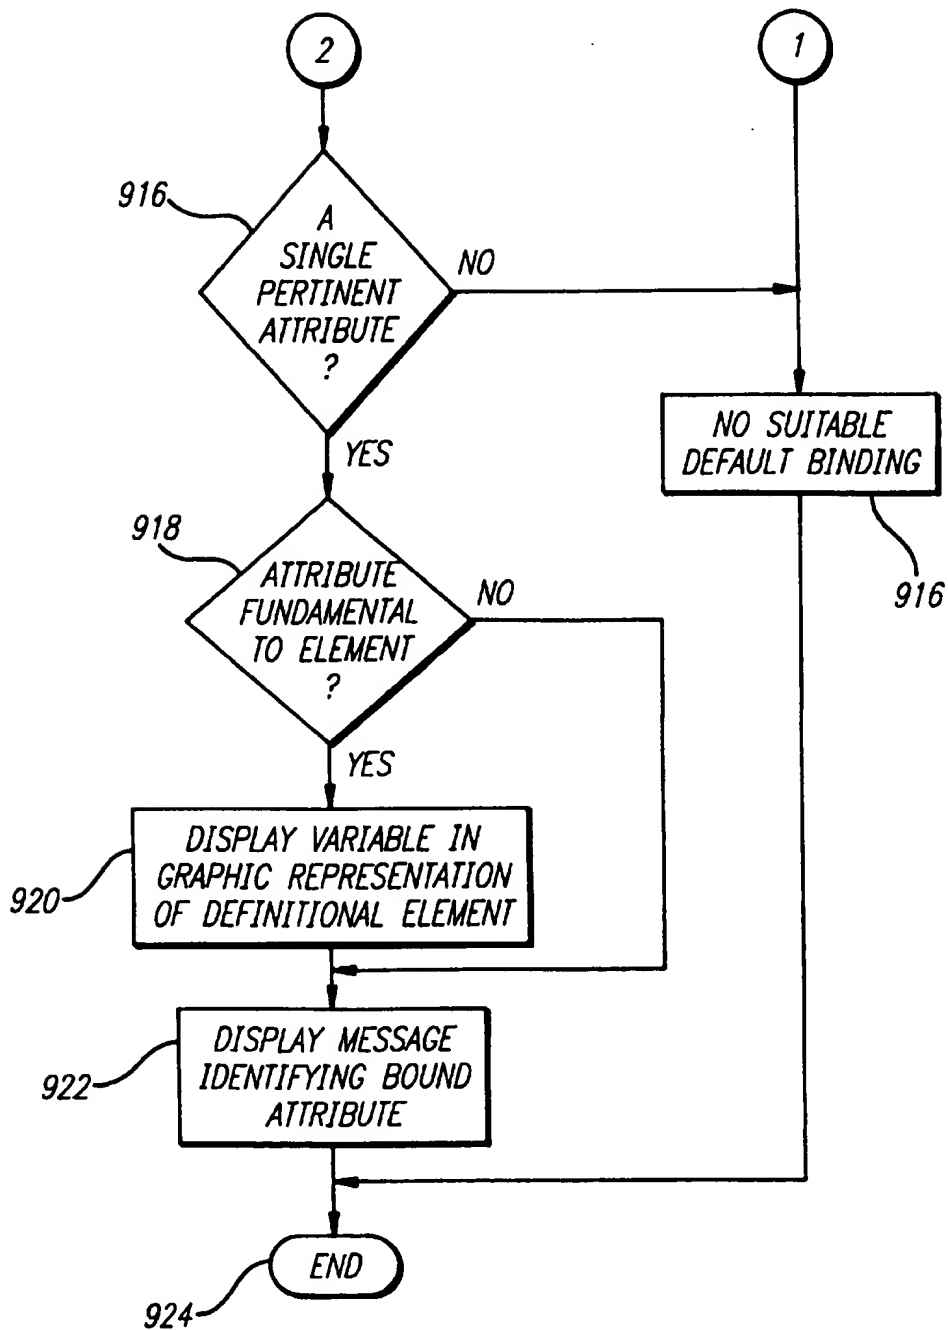 2
1
916
A
SINGLE
PERTINENT
ATTRIBUTE
?
NO
YES
NO SUITABLE
DEFAULT BINDING
916
918
ATTRIBUTE
FUNDAMENTAL
TO ELEMENT
?
NO
YES
DISPLAY VARIABLE IN
GRAPHIC REPRESENTATION
OF DEFINITIONAL ELEMENT
920
DISPLAY MESSAGE
IDENTIFYING BOUND
ATTRIBUTE
922
END
924